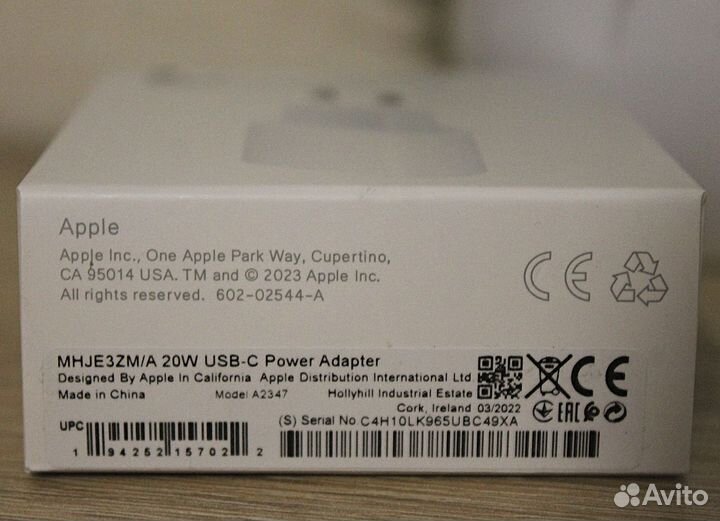 Apple
Apple Inc., One Apple Park Way, Cupertino,
CA 95014 USA. TM and © 2023 Apple Inc.
All rights reserved. 602-02544-A
CE
MHJE3ZM/A 20W USB-C Power Adapter
Designed By Apple In California Apple Distribution International Ltd.
Made in China Model A2347 Hollyhill Industrial Estate
Cork, Ireland 03/2022
EAC
(S) Serial No. C4H10LK965UBC49XA
UPC
1 94252 15702 2
Avito